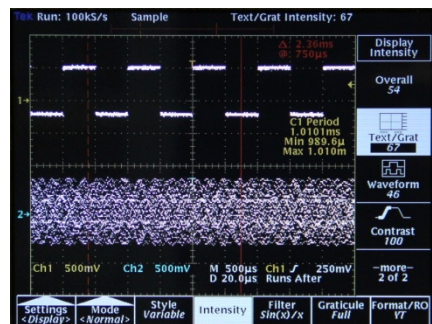 Tek Run: 100kS/s Sample Text/Grat Intensity: 67
Δ: 2.36ms
@: 750µs
C1 Period
1.0101ms
Min 989.6µ
Max 1.010m
1→
2→
Ch1 500mV Ch2 500mV M 500µs Ch1 250mV
D 20.0µs Runs After
Display
Intensity
Overall
54
Text/Grat
67
Waveform
46
Contrast
100
-more-
2 of 2
Settings
<Display>
Mode
<Normal>
Style
Variable
Intensity
Filter
Sin(x)/x
Graticule
Full
Format/RO
YT